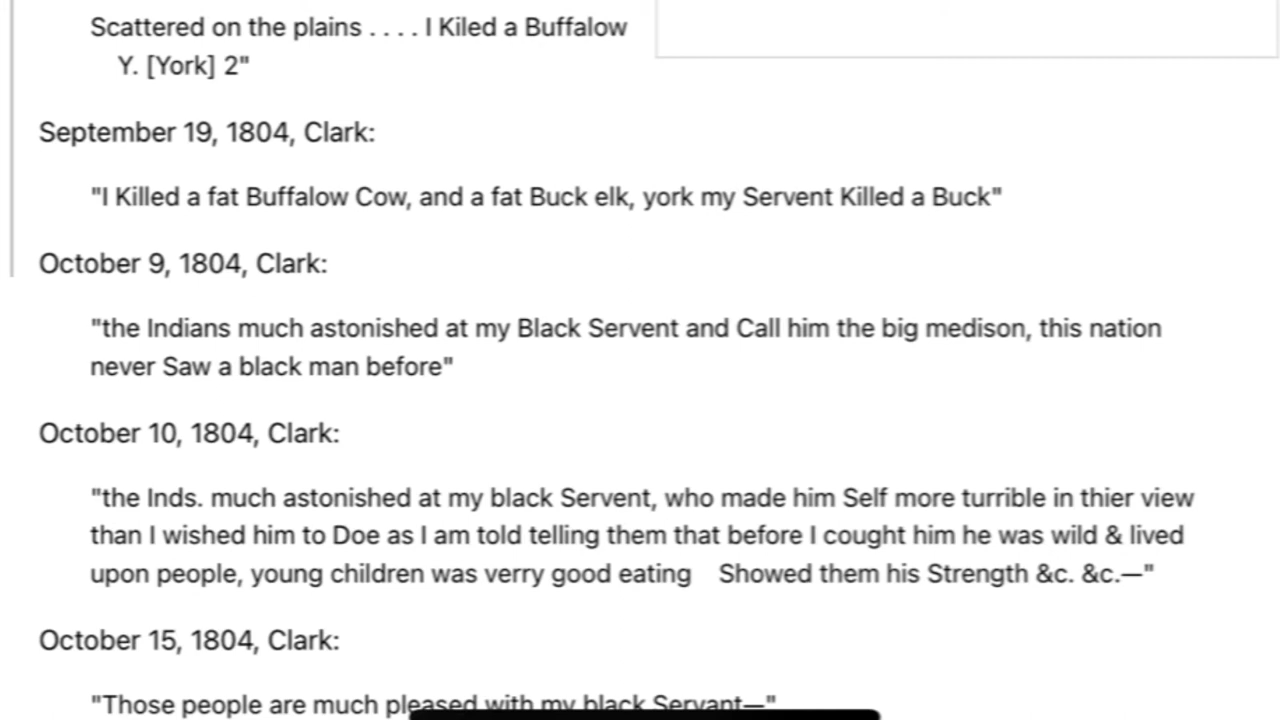 Scattered on the plains . . . . I Kiled a Buffalow
Y. [York] 2"
September 19, 1804, Clark:
"I Killed a fat Buffalow Cow, and a fat Buck elk, york my Servent Killed a Buck"
October 9, 1804, Clark:
"the Indians much astonished at my Black Servent and Call him the big medison, this nation
never Saw a black man before"
October 10, 1804, Clark:
"the Inds. much astonished at my black Servent, who made him Self more turrible in thier view
than I wished him to Doe as I am told telling them that before I cought him he was wild & lived
upon people, young children was verry good eating Showed them his Strength &c. &c.—"
October 15, 1804, Clark:
"Those people are much pleased with my black Servant—"